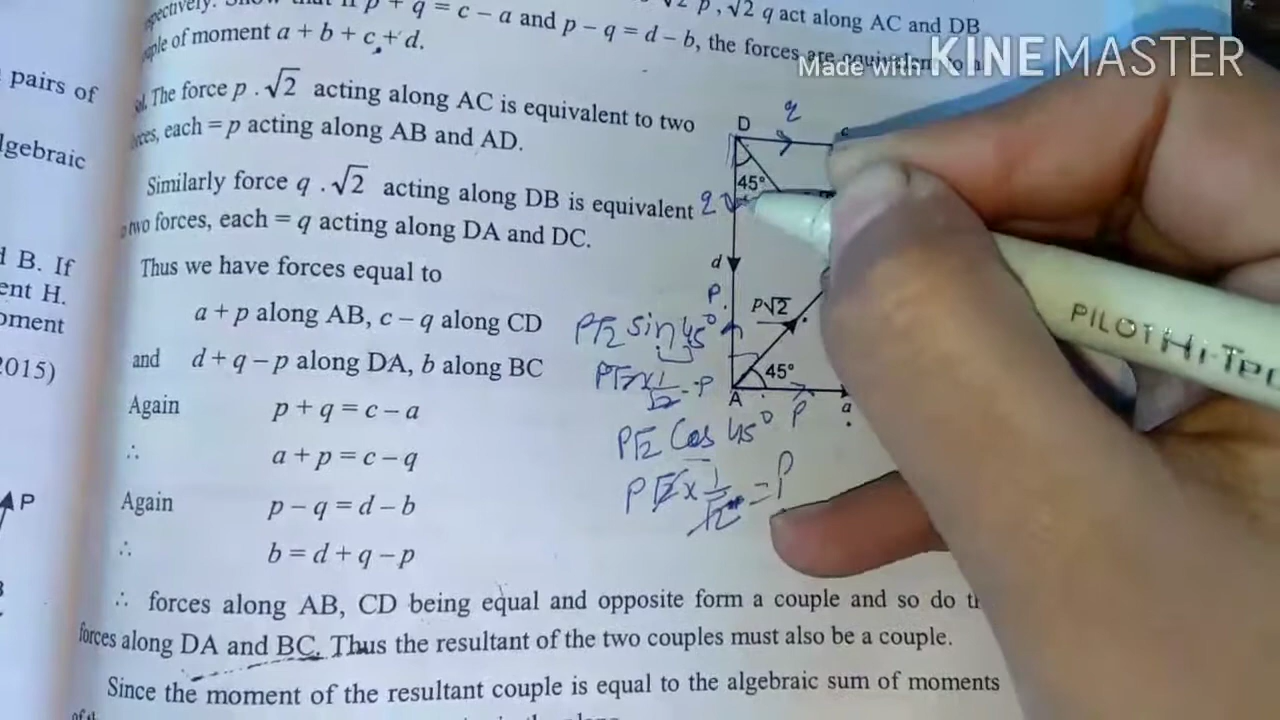 √2 p, √2 q act along AC and DB
Show that if p + q = c – a and p – q = d – b, the forces are equivalent to
of moment a + b + c + d.
Made with KINEMASTER
pairs of
The force p . √2 acting along AC is equivalent to two
each = p acting along AB and AD.
Similarly force q . √2 acting along DB is equivalent
two forces, each = q acting along DA and DC.
Thus we have forces equal to
a + p along AB, c – q along CD
and d + q – p along DA, b along BC
Again p + q = c – a
∴ a + p = c – q
Again p – q = d – b
∴ b = d + q – p
∴ forces along AB, CD being equal and opposite form a couple and so do
forces along DA and BC. Thus the resultant of the two couples must also be a couple.
Since the moment of the resultant couple is equal to the algebraic sum of moments
B. If
H.
2015)
P
q
D
45°
q
d
P
P√2
45°
A
P
a
P√2 sin 45°
P√2 x 1/√2 = P
P√2 Cos 45°
P√2 x 1/√2 = P
PILOT Hi-Tec